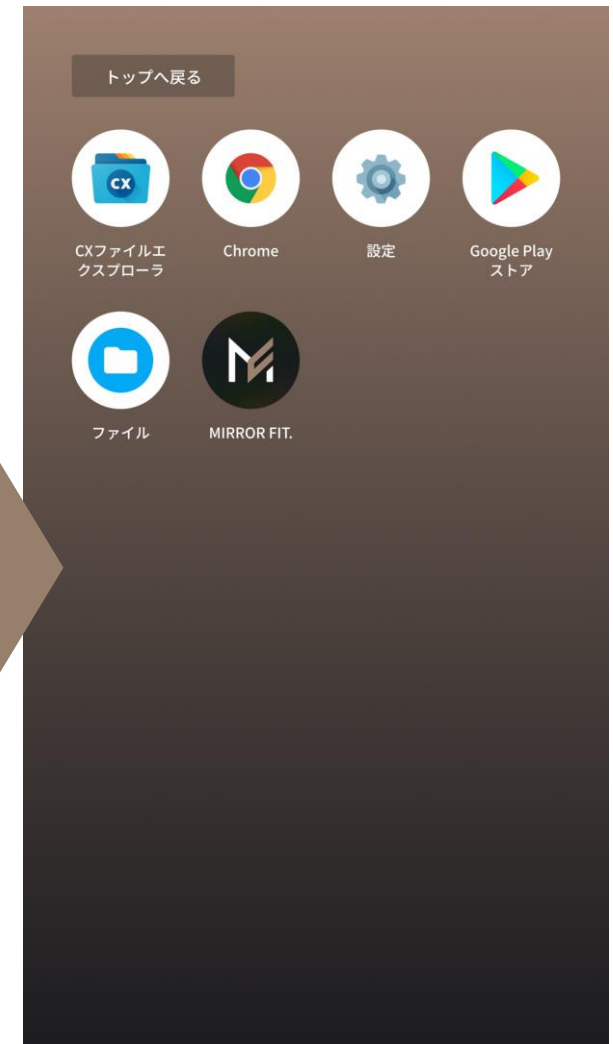 トップへ戻る
CX
CXファイルエ
クスプローラ
Chrome
設定
Google Play
ストア
ファイル
MIRROR FIT.